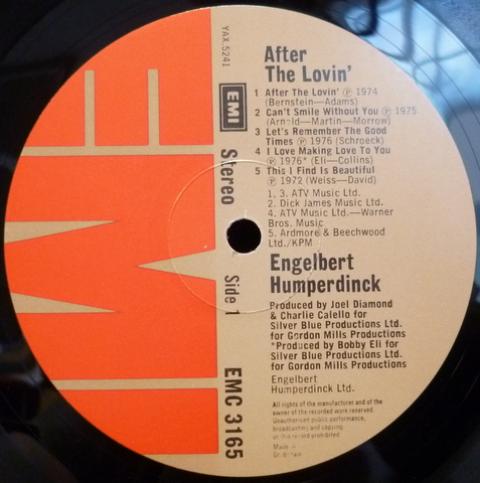 YAX 5241
EMI
Stereo
Side 1
EMC 3165
After
The Lovin'
1 After The Lovin' ℗ 1974
(Bernstein—Adams)
2 Can't Smile Without You ℗ 1975
(Arnold—Martin—Morrow)
3 Let's Remember The Good
Times ℗ 1976 (Schroeck)
4 I Love Making Love To You
℗ 1976* (Eli—Collins)
5 This I Find Is Beautiful
℗ 1972 (Weiss—David)
1. 3. ATV Music Ltd.
2. Dick James Music Ltd.
4. ATV Music Ltd.—Warner
Bros. Music
5. Ardmore & Beechwood
Ltd./KPM
Engelbert
Humperdinck
Produced by Joel Diamond
& Charlie Calello for
Silver Blue Productions Ltd.
for Gordon Mills Productions
*Produced by Bobby Eli for
Silver Blue Productions Ltd.
for Gordon Mills Productions
Engelbert
Humperdinck Ltd.
All rights of the manufacturer and of the
owner of the recorded work reserved.
Unauthorised public performance,
broadcasting and copying
of this record prohibited
Made in
Gt. Britain
EMI